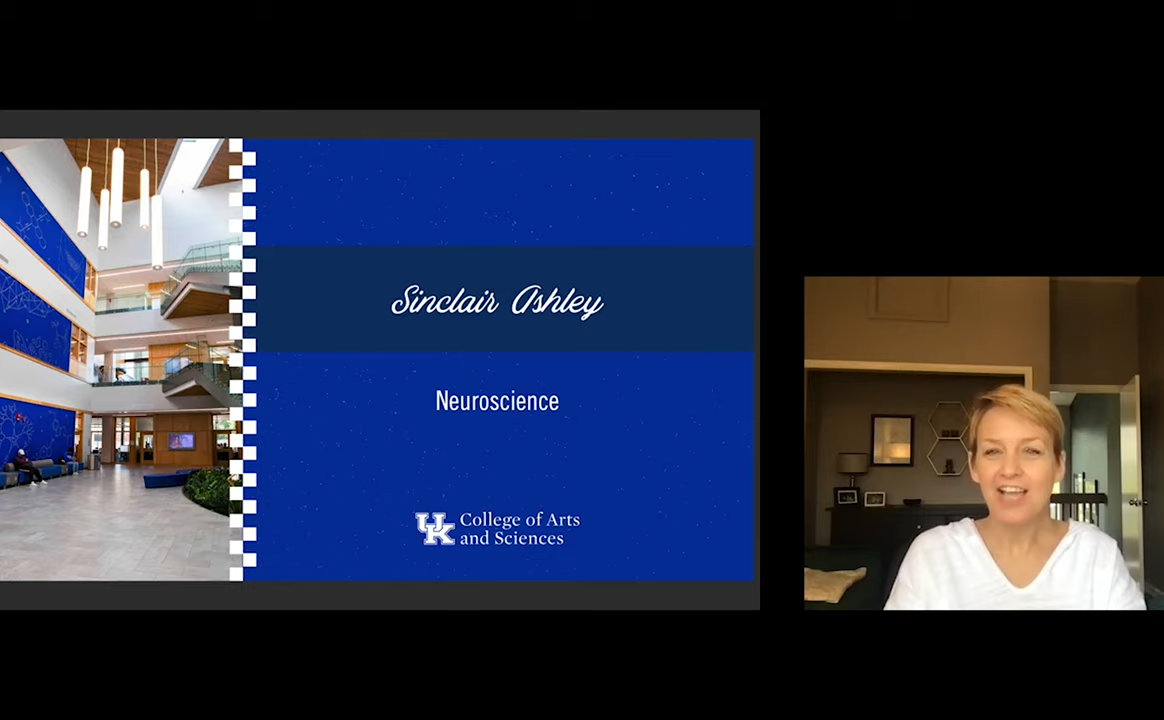 Sinclair Ashley
Neuroscience
UK College of Arts
and Sciences